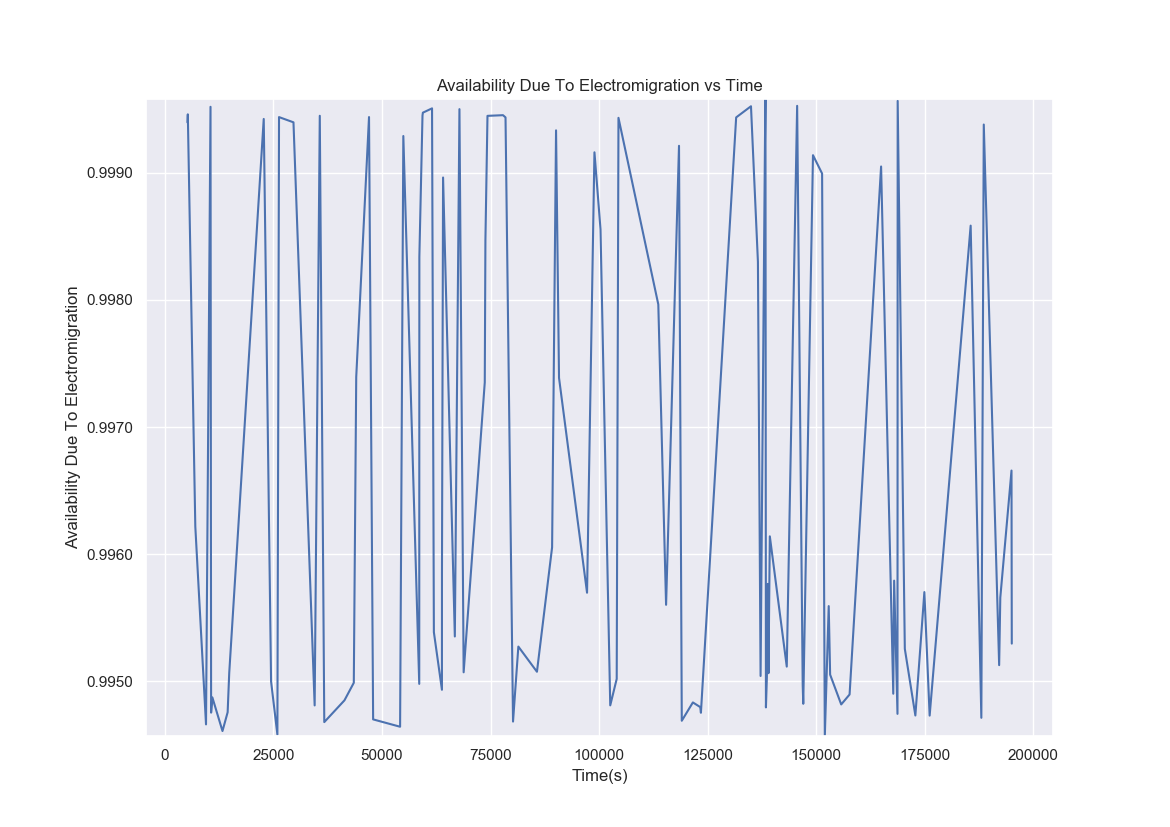 Availability Due To Electromigration vs Time
Availability Due To Electromigration
0.9990
0.9980
0.9970
0.9960
0.9950
0 25000 50000 75000 100000 125000 150000 175000 200000
Time(s)